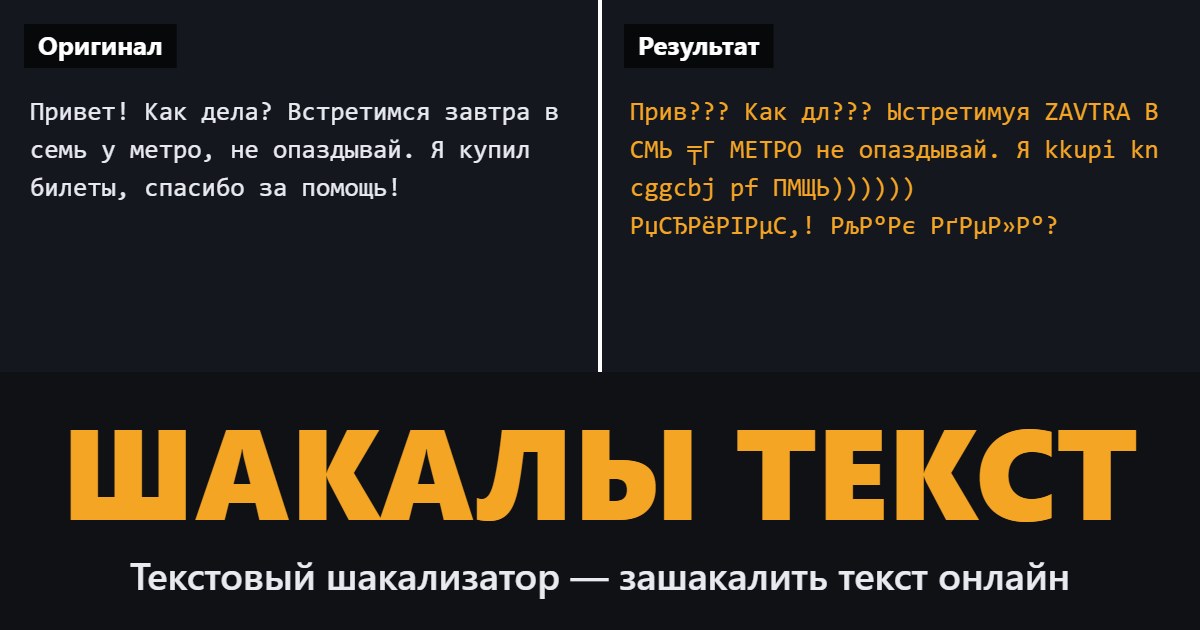 Оригинал
Привет! Как дела? Встретимся завтра в
семь у метро, не опаздывай. Я купил
билеты, спасибо за помощь!
Результат
Прив??? Как дл??? Ыстретимуя ZAVTRA В
СМЬ ╤Г МЕТРО не опаздывай. Я kkupi kn
cggcbj pf ПМЩЬ))))))
РџСЂРёРІРµС‚! РљР°Рє РґРµР»Р°?
ШАКАЛЫ ТЕКСТ
Текстовый шакализатор — зашакалить текст онлайн